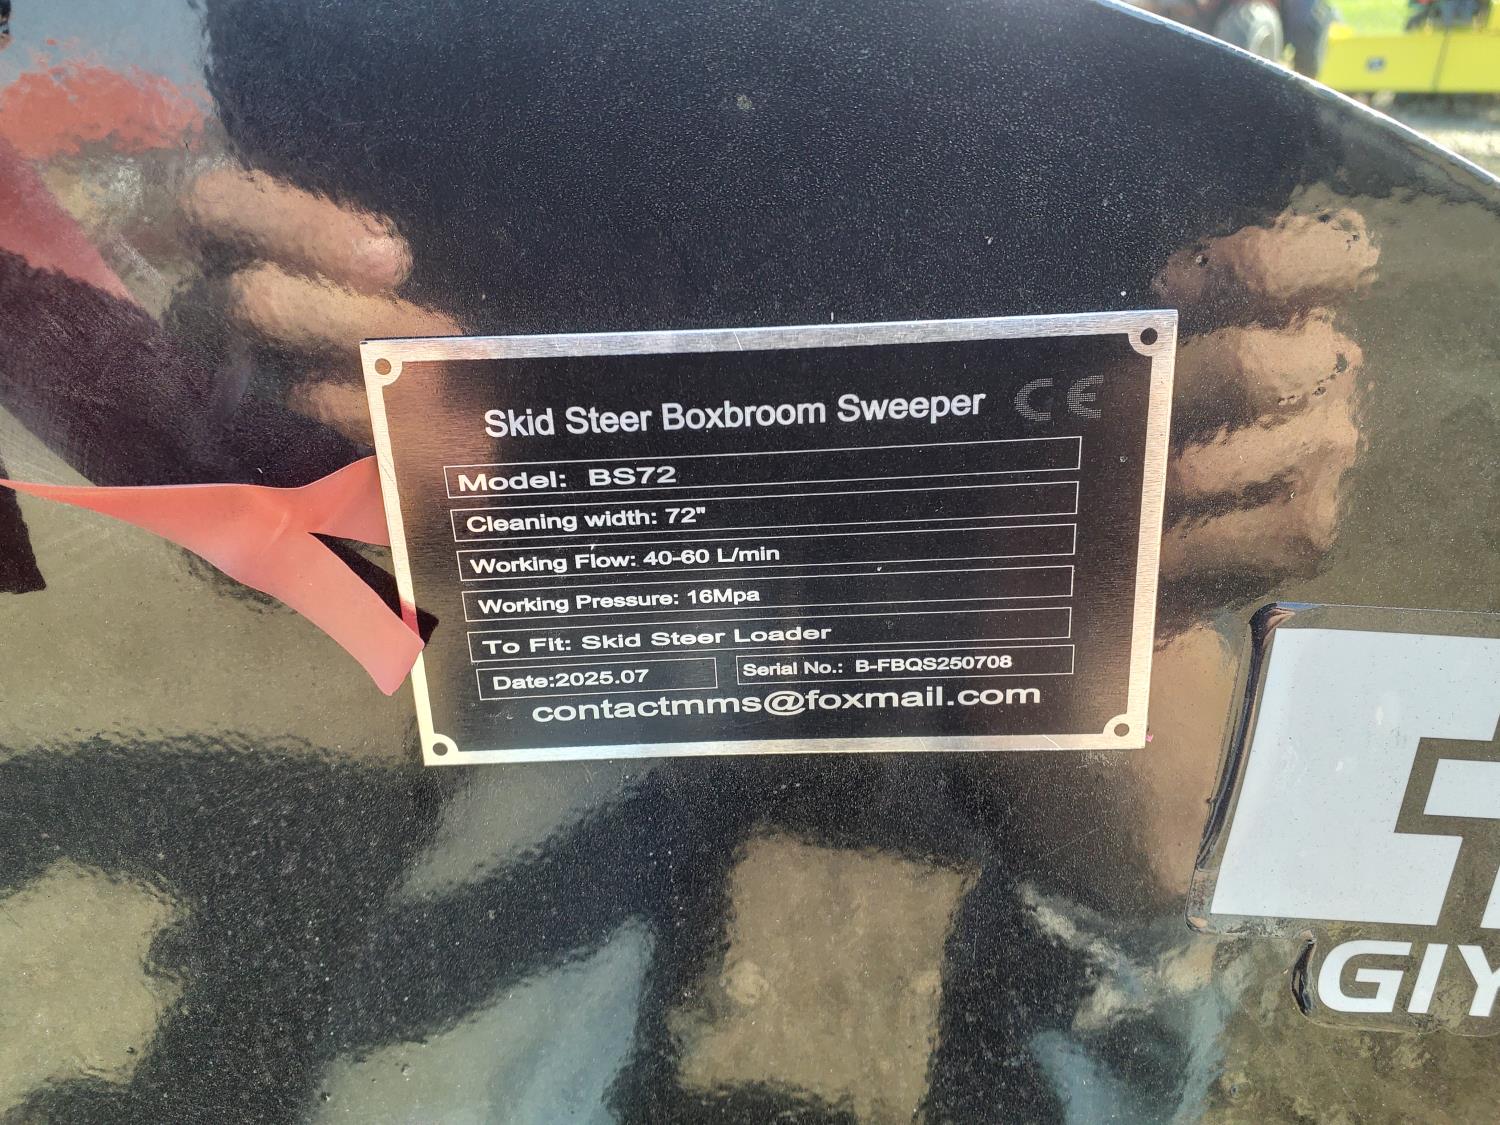 Skid Steer Boxbroom Sweeper CE
Model: BS72
Cleaning width: 72"
Working Flow: 40-60 L/min
Working Pressure: 16Mpa
To Fit: Skid Steer Loader
Date:2025.07 Serial No.: B-FBQS250708
contactmms@foxmail.com
GIY